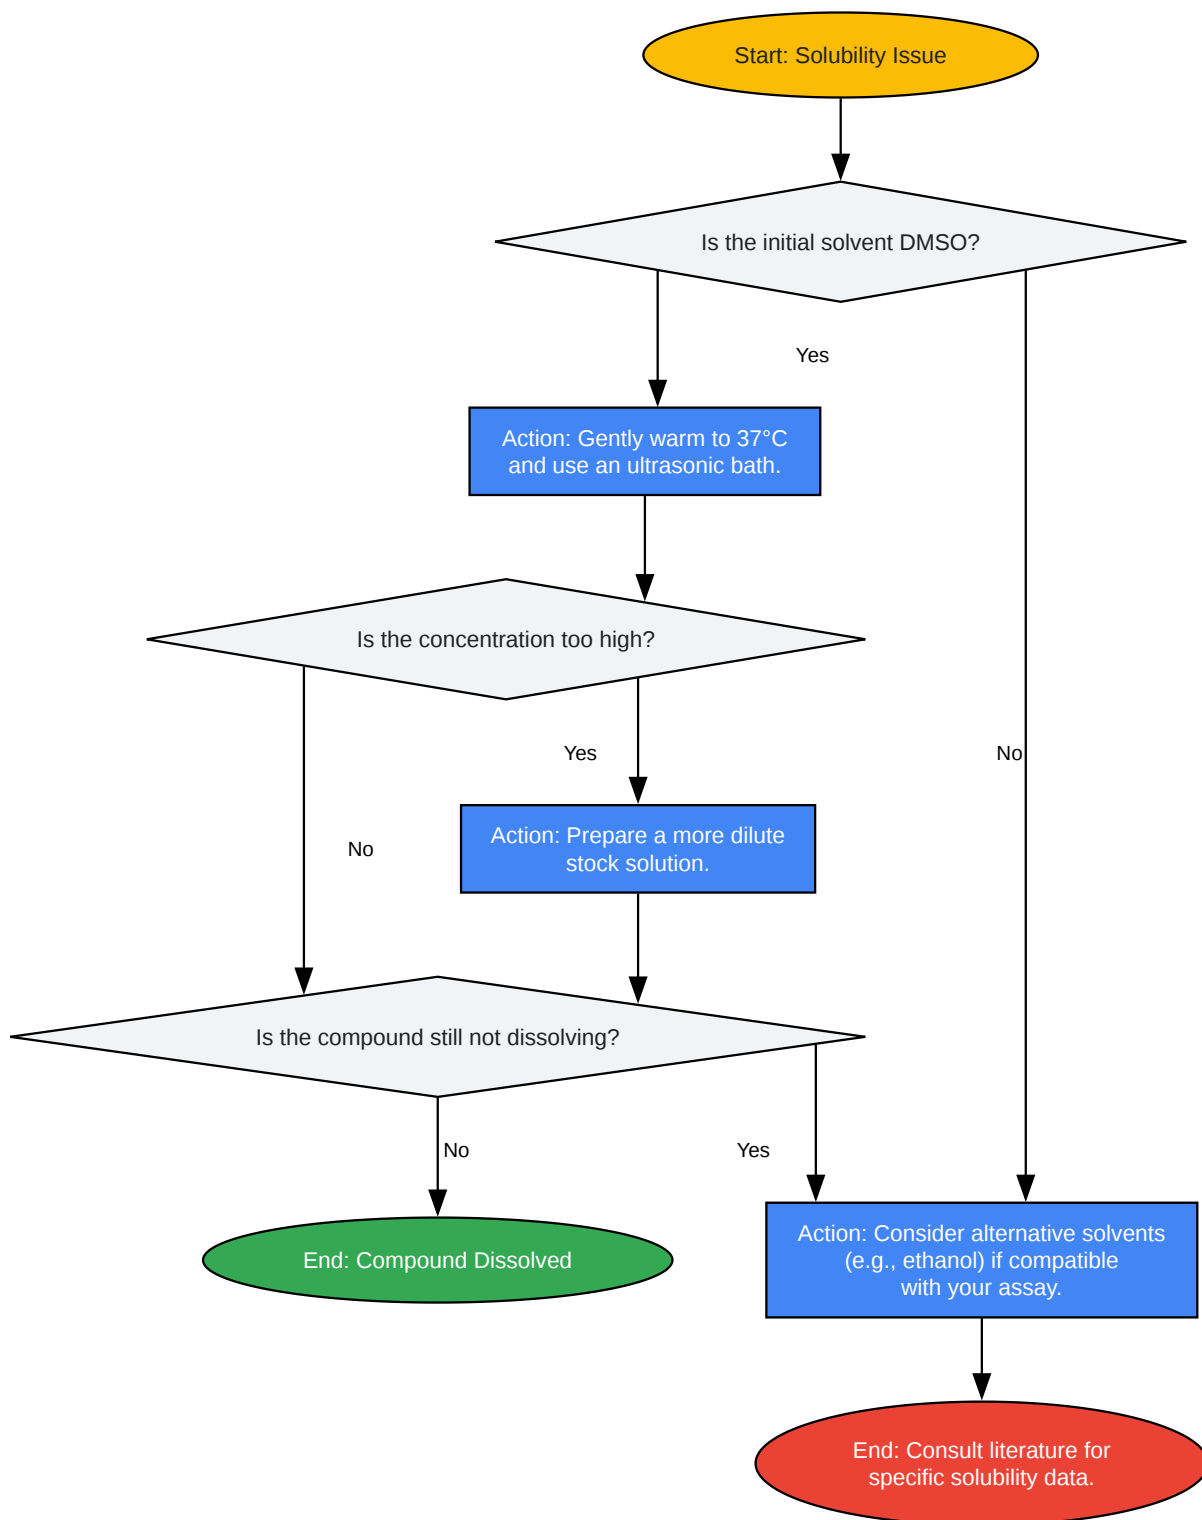 Start: Solubility Issue
Is the initial solvent DMSO?
Yes
Action: Gently warm to 37°C
and use an ultrasonic bath.
Is the concentration too high?
Yes
No
Action: Prepare a more dilute
stock solution.
No
Is the compound still not dissolving?
No
Yes
End: Compound Dissolved
Action: Consider alternative solvents
(e.g., ethanol) if compatible
with your assay.
End: Consult literature for
specific solubility data.